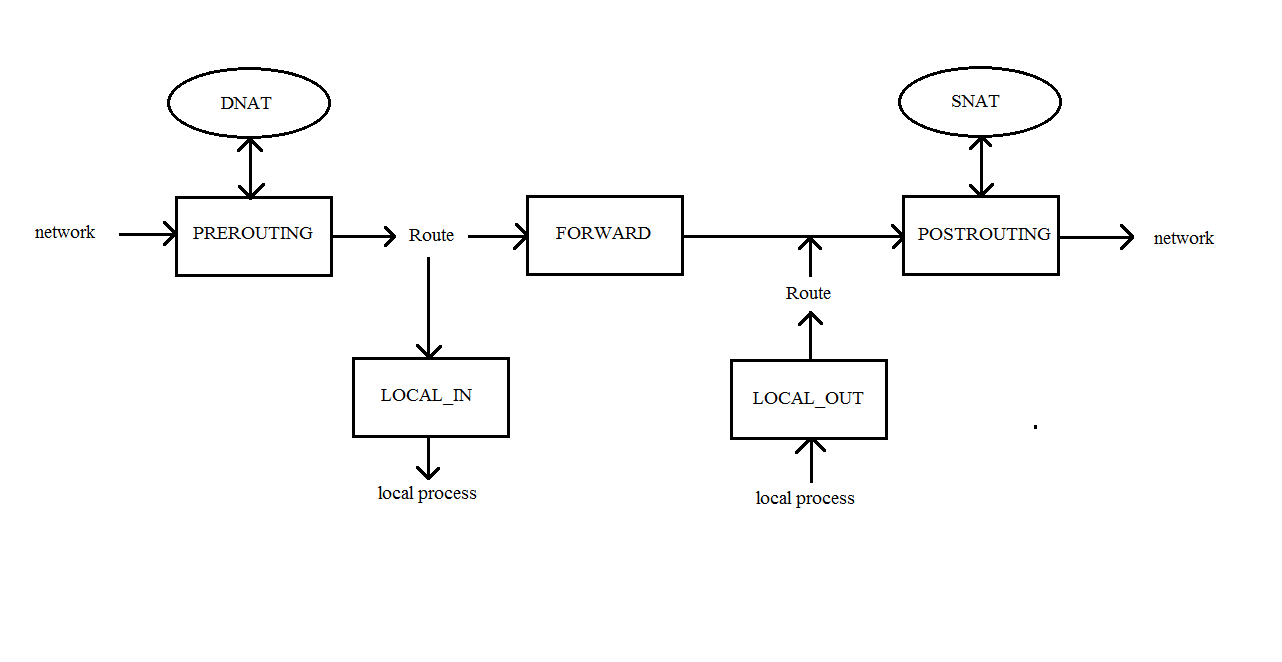 DNAT
SNAT
network
PREROUTING
Route
FORWARD
POSTROUTING
network
Route
LOCAL_IN
LOCAL_OUT
local process
local process